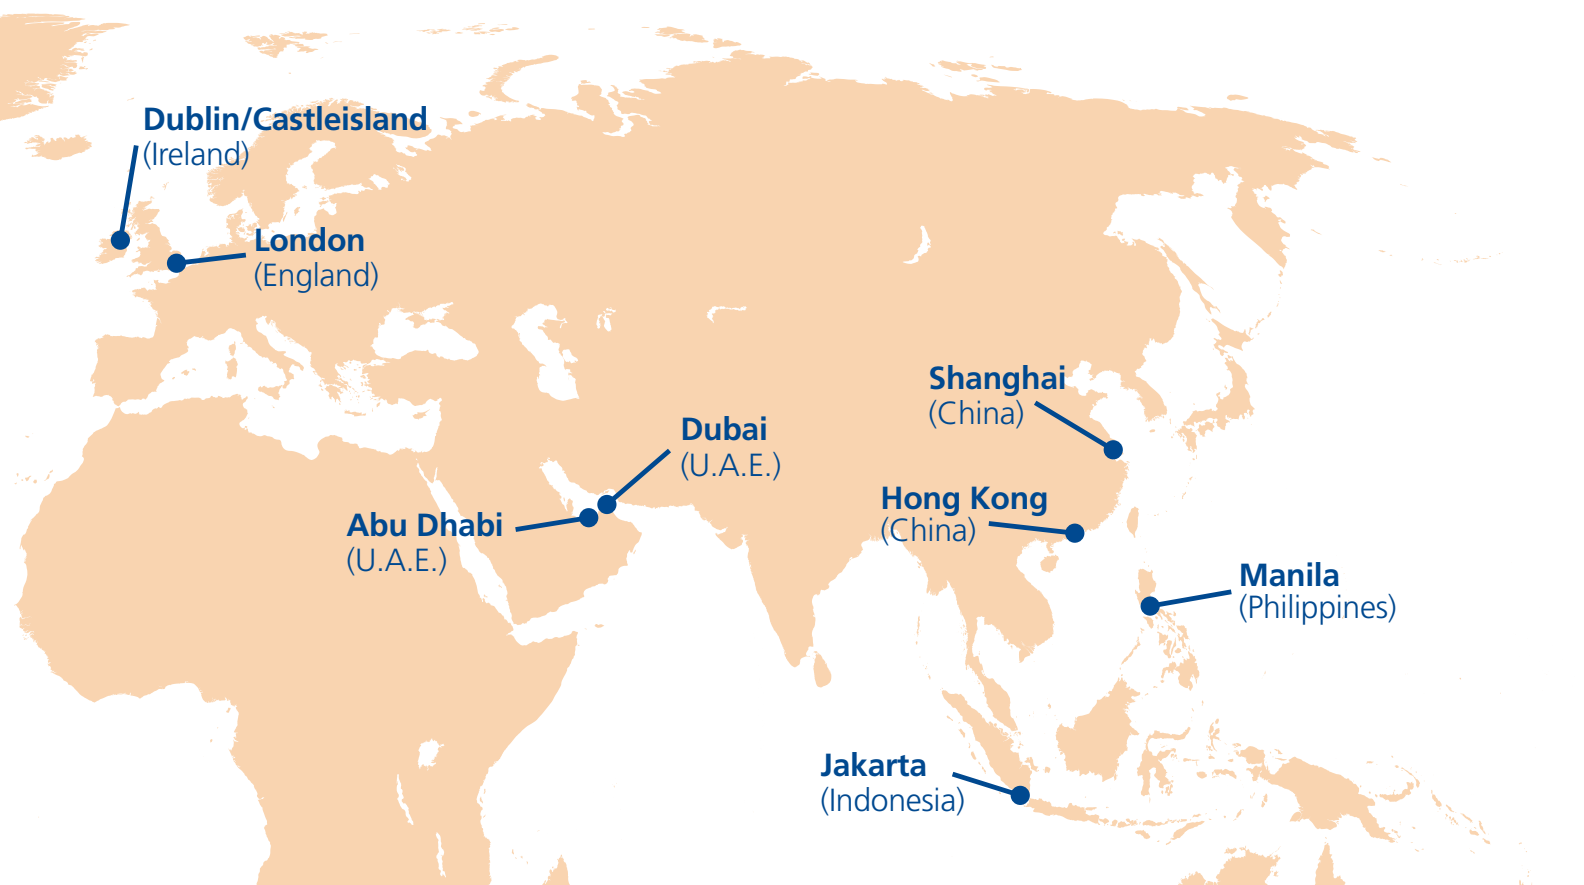 Dublin/Castleisland
(Ireland)
London
(England)
Shanghai
(China)
Dubai
(U.A.E.)
Hong Kong
(China)
Abu Dhabi
(U.A.E.)
Manila
(Philippines)
Jakarta
(Indonesia)